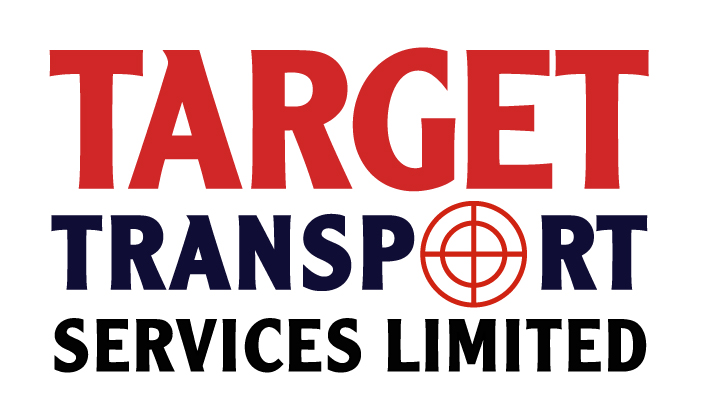 TARGET
TRANSPORT
SERVICES LIMITED